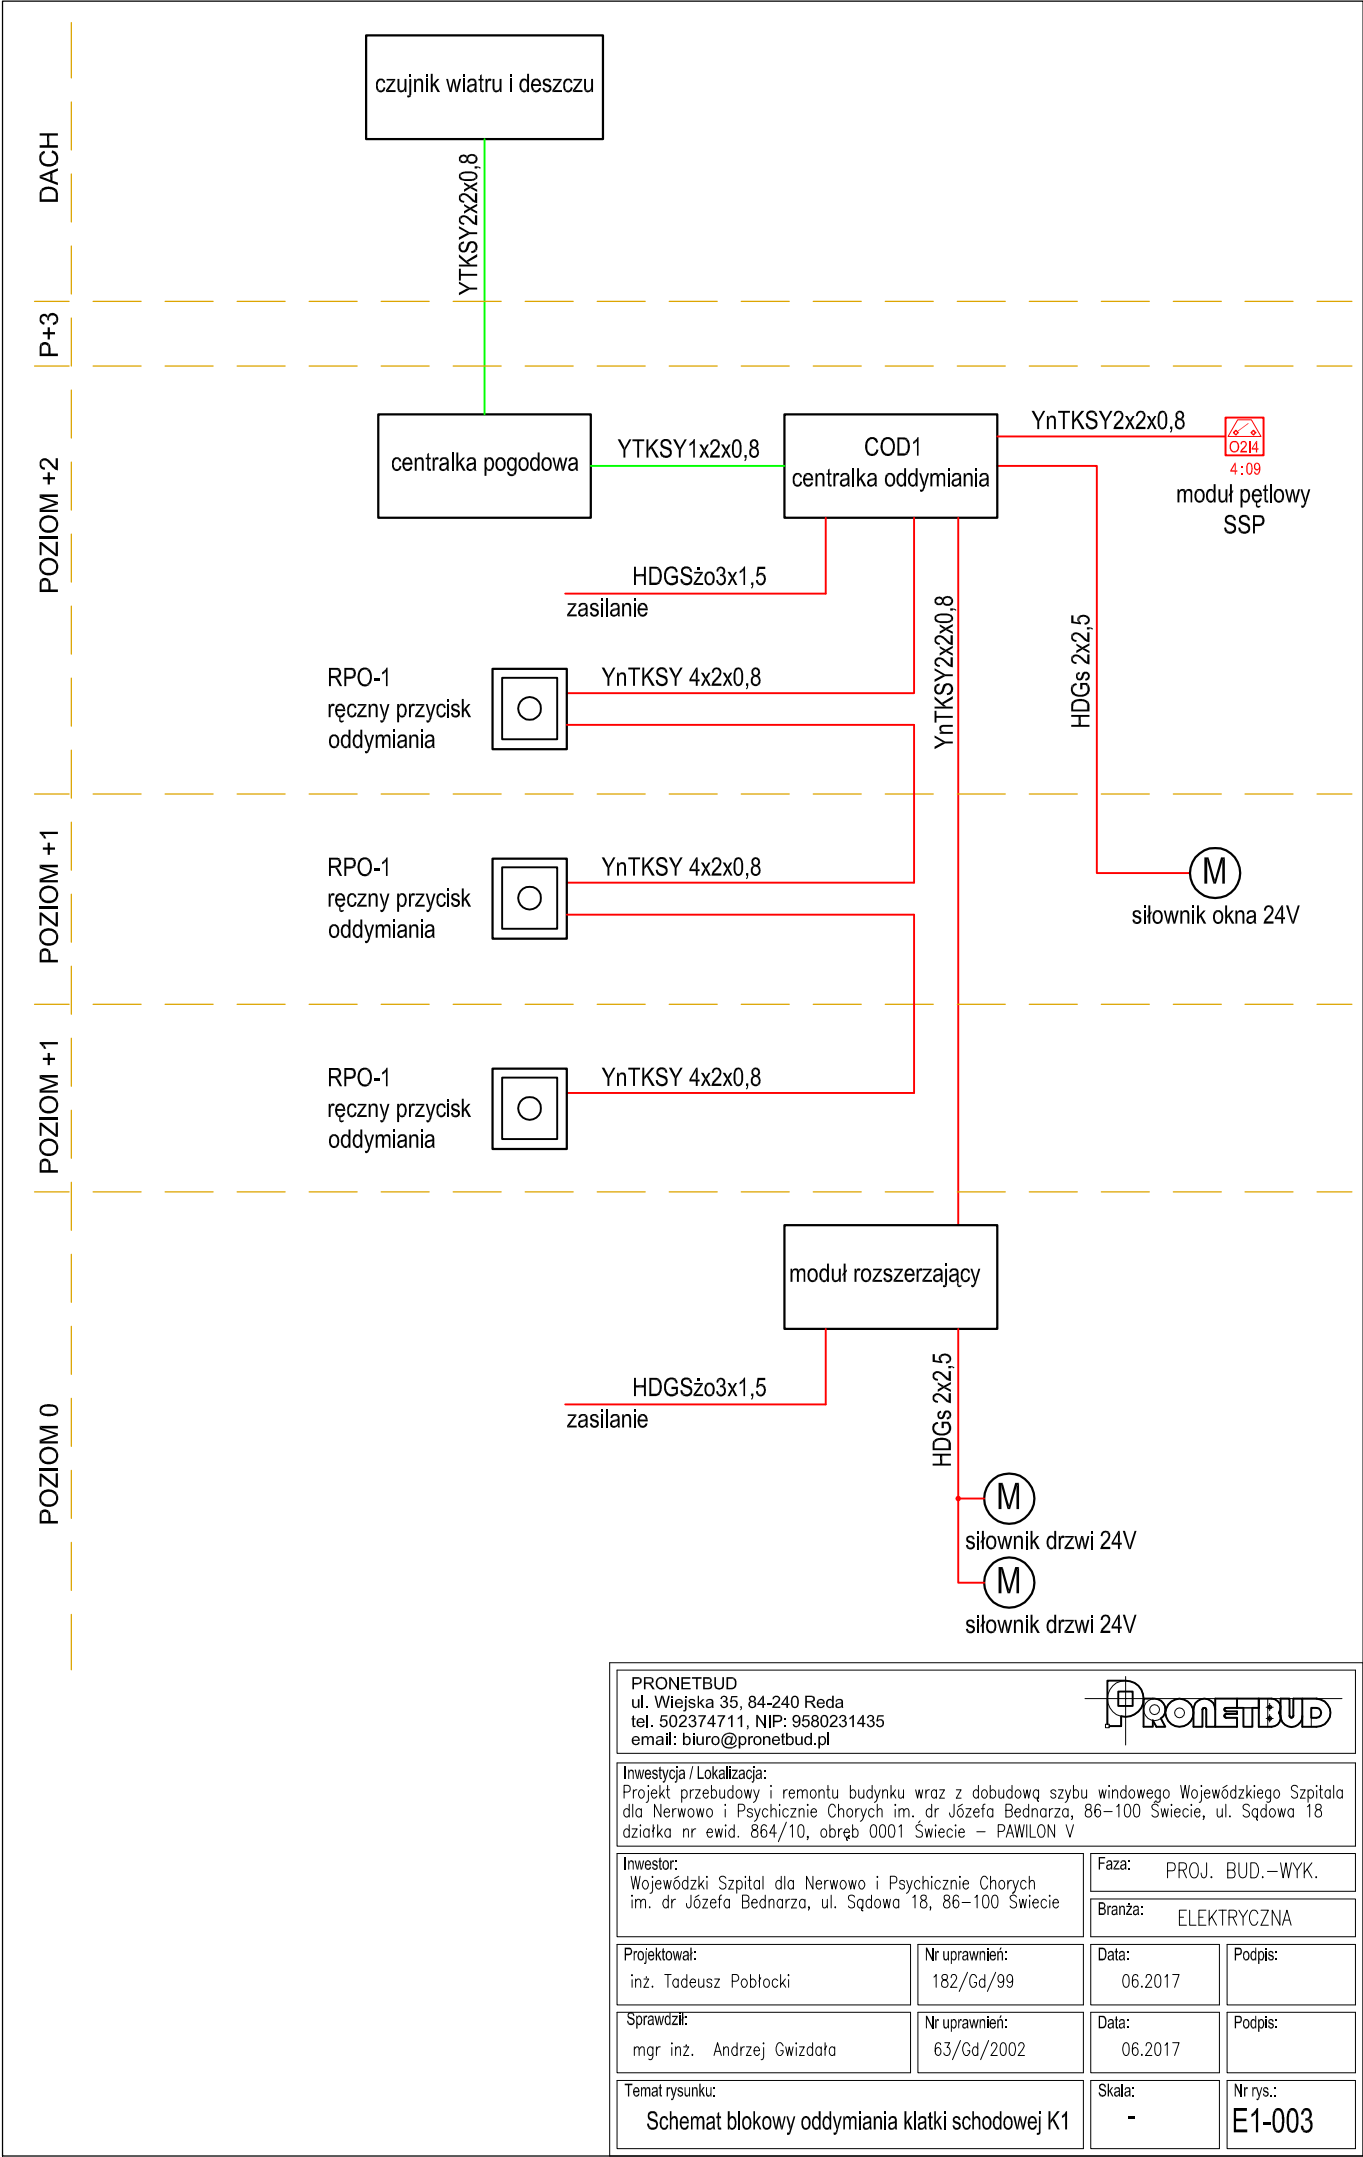 DACH
czujnik wiatru i deszczu
YTKSY2x2x0,8
P+3
POZIOM +2
centralka pogodowa
YTKSY1x2x0,8
COD1
centralka oddymiania
YnTKSY2x2x0,8
O2I4
4:09
moduł pętlowy
SSP
HDGSżo3x1,5
zasilanie
YnTKSY2x2x0,8
HDGs 2x2,5
RPO-1
ręczny przycisk
oddymiania
YnTKSY 4x2x0,8
POZIOM +1
RPO-1
ręczny przycisk
oddymiania
YnTKSY 4x2x0,8
M
siłownik okna 24V
POZIOM +1
RPO-1
ręczny przycisk
oddymiania
YnTKSY 4x2x0,8
POZIOM 0
moduł rozszerzający
HDGSżo3x1,5
zasilanie
HDGs 2x2,5
M
siłownik drzwi 24V
M
siłownik drzwi 24V
PRONETBUD
ul. Wiejska 35, 84-240 Reda
tel. 502374711, NIP: 9580231435
email: biuro@pronetbud.pl
PRONETBUD
Inwestycja / Lokalizacja:
Projekt przebudowy i remontu budynku wraz z dobudową szybu windowego Wojewódzkiego Szpitala
dla Nerwowo i Psychicznie Chorych im. dr Józefa Bednarza, 86-100 Świecie, ul. Sądowa 18
działka nr ewid. 864/10, obręb 0001 Świecie - PAWILON V
Inwestor:
Wojewódzki Szpital dla Nerwowo i Psychicznie Chorych
im. dr Józefa Bednarza, ul. Sądowa 18, 86-100 Świecie
Faza: PROJ. BUD.-WYK.
Branża: ELEKTRYCZNA
Projektował:
inż. Tadeusz Pobłocki
Nr uprawnień:
182/Gd/99
Data:
06.2017
Podpis:
Sprawdził:
mgr inż. Andrzej Gwizdała
Nr uprawnień:
63/Gd/2002
Data:
06.2017
Podpis:
Temat rysunku:
Schemat blokowy oddymiania klatki schodowej K1
Skala:
-
Nr rys.:
E1-003